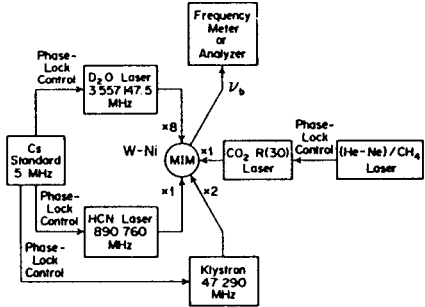 Frequency
Meter
or
Analyzer
Phase-
Lock
Control
D2O Laser
3 557 147.5
MHz
νb
×8
W-Ni
MIM
×1
CO2 R(30)
Laser
Phase-
Lock
Control
(He-Ne)/CH4
Laser
Cs
Standard
5 MHz
×1
×2
Phase-
Lock
Control
HCN Laser
890 760
MHz
Phase-
Lock
Control
Klystron
47 290
MHz